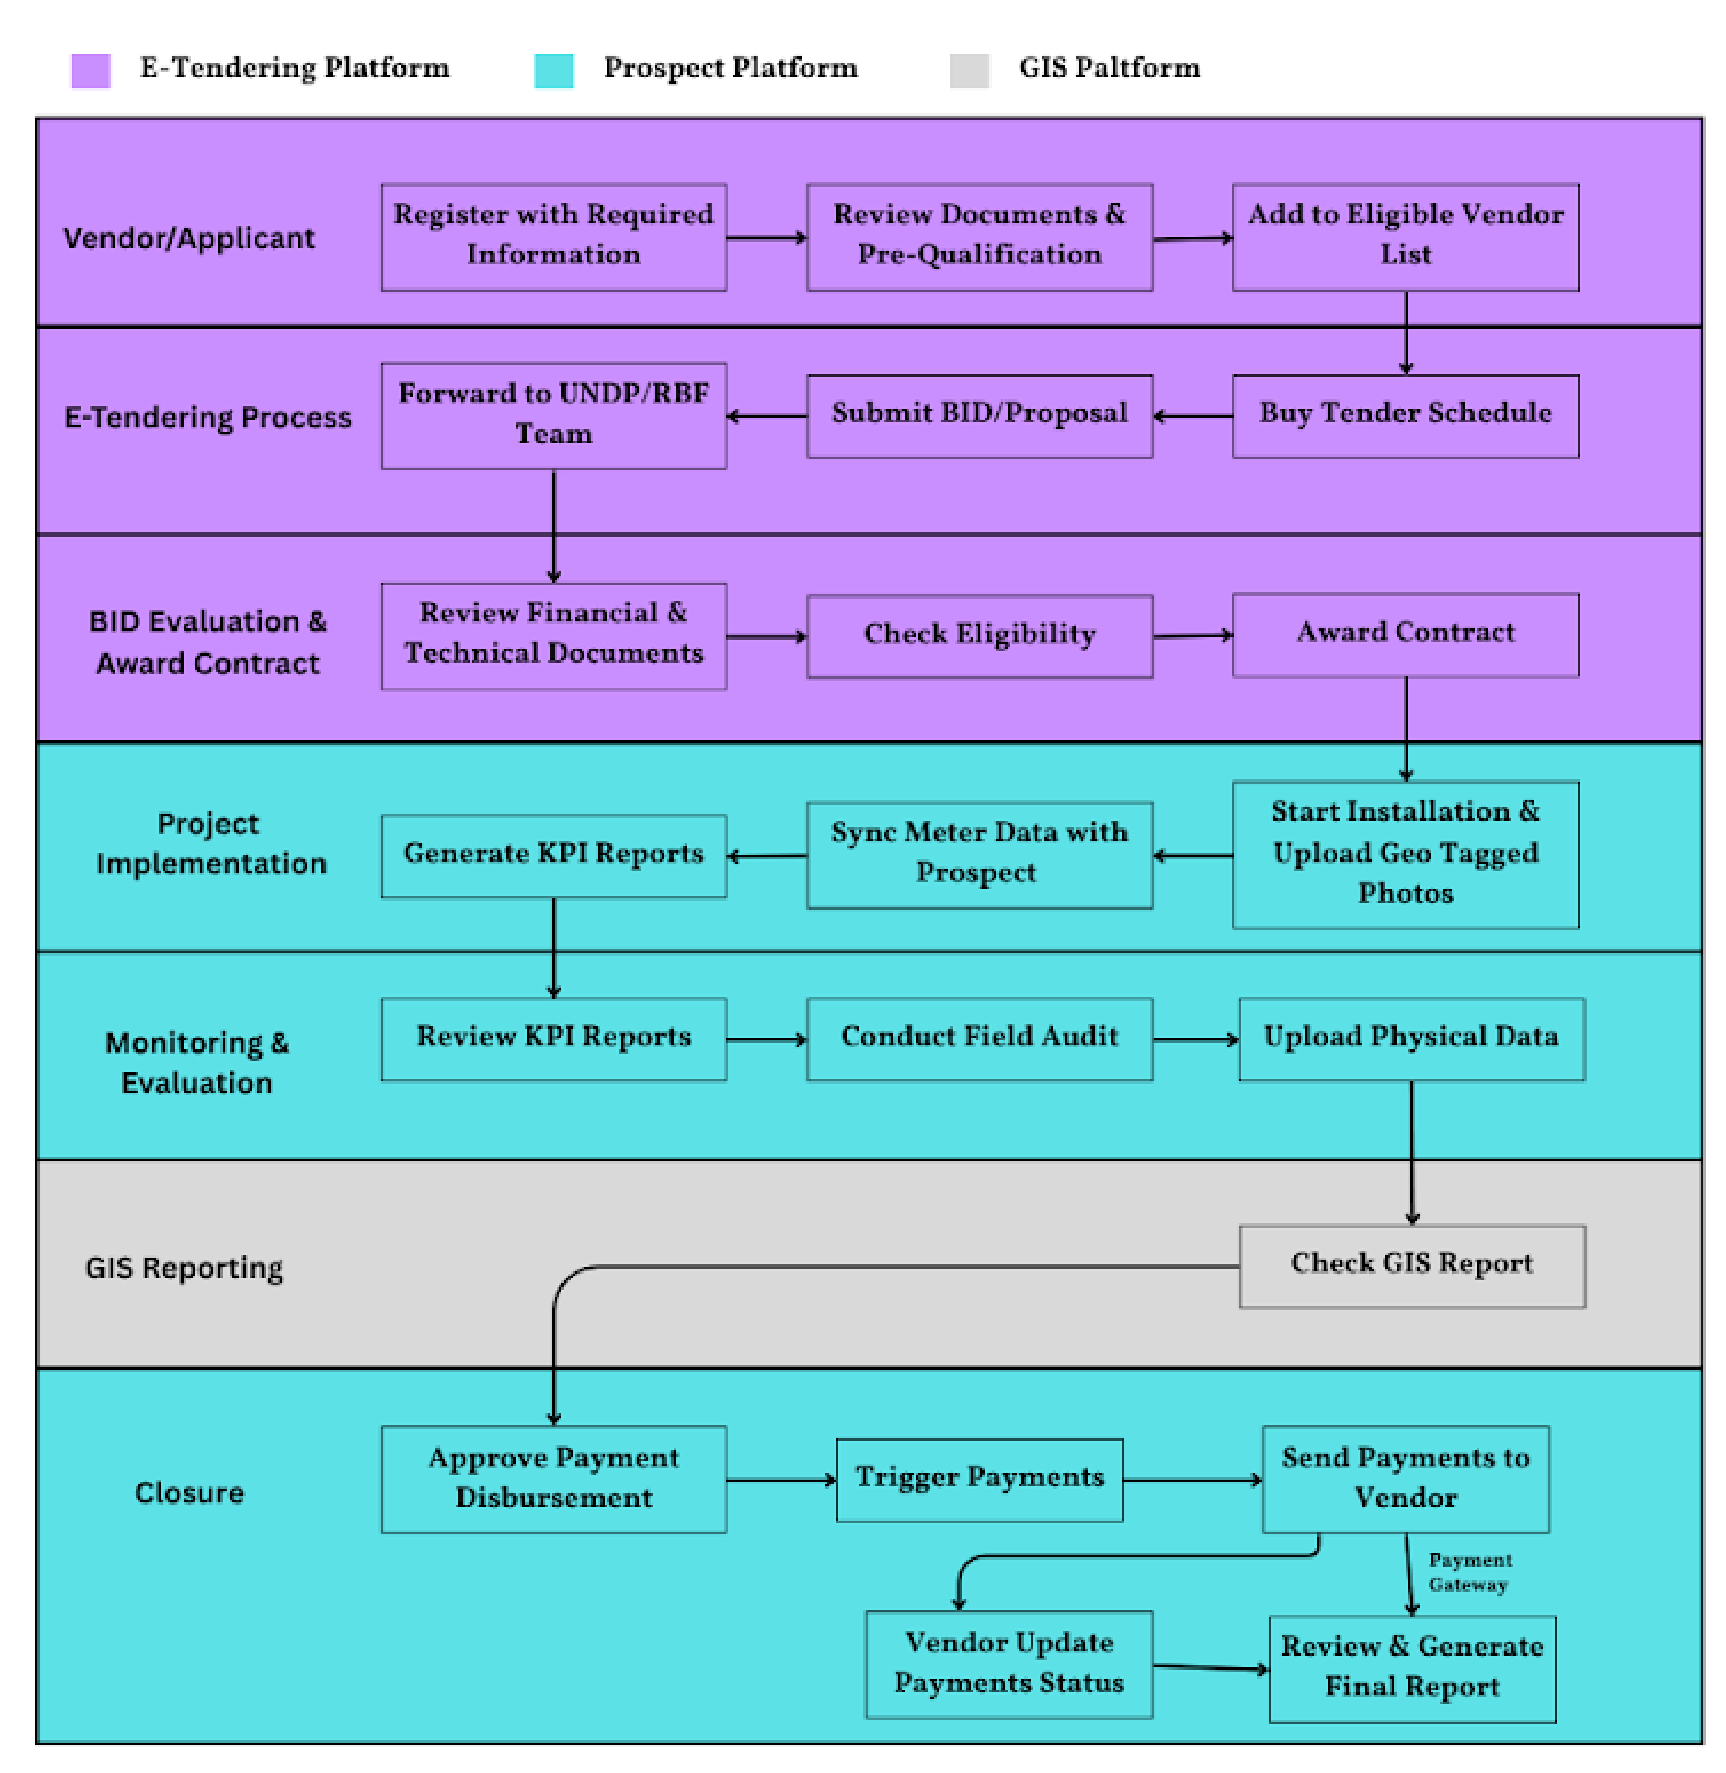 E-Tendering Platform
Prospect Platform
GIS Paltform
Vendor/Applicant
Register with Required
Information
Review Documents &
Pre-Qualification
Add to Eligible Vendor
List
E-Tendering Process
Forward to UNDP/RBF
Team
Submit BID/Proposal
Buy Tender Schedule
BID Evaluation &
Award Contract
Review Financial &
Technical Documents
Check Eligibility
Award Contract
Project
Implementation
Generate KPI Reports
Sync Meter Data with
Prospect
Start Installation &
Upload Geo Tagged
Photos
Monitoring &
Evaluation
Review KPI Reports
Conduct Field Audit
Upload Physical Data
GIS Reporting
Check GIS Report
Closure
Approve Payment
Disbursement
Trigger Payments
Send Payments to
Vendor
Payment
Gateway
Vendor Update
Payments Status
Review & Generate
Final Report